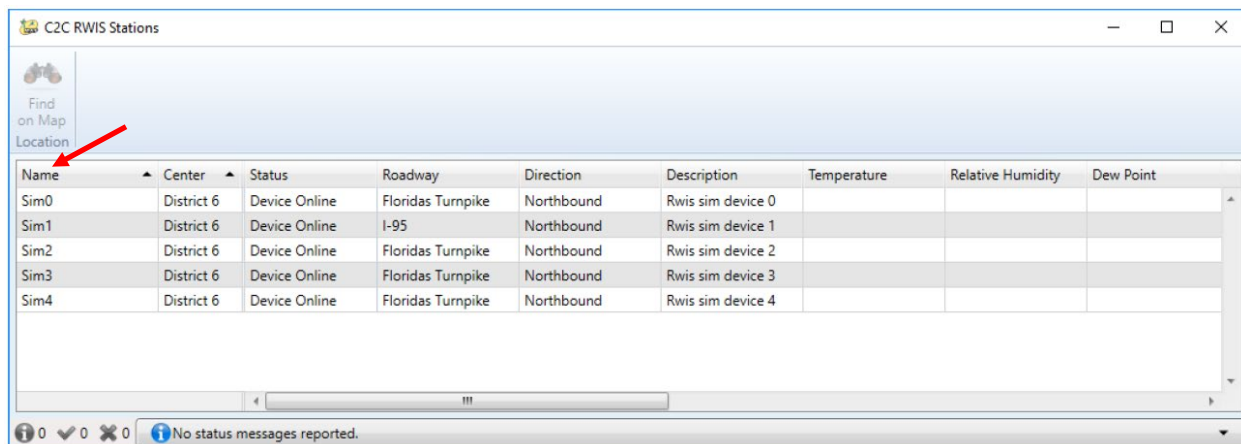 C2C RWIS Stations
Find
on Map
Location
Name Center Status Roadway Direction Description Temperature Relative Humidity Dew Point
Sim0 District 6 Device Online Floridas Turnpike Northbound Rwis sim device 0
Sim1 District 6 Device Online I-95 Northbound Rwis sim device 1
Sim2 District 6 Device Online Floridas Turnpike Northbound Rwis sim device 2
Sim3 District 6 Device Online Floridas Turnpike Northbound Rwis sim device 3
Sim4 District 6 Device Online Floridas Turnpike Northbound Rwis sim device 4
0 0 0 No status messages reported.